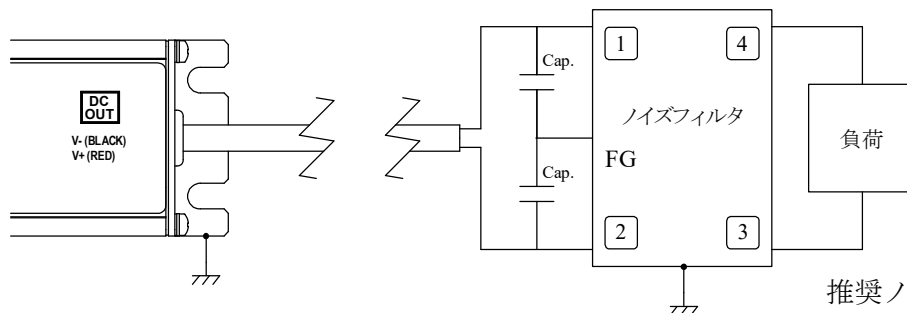 DC
OUT
V- (BLACK)
V+ (RED)
Cap.
Cap.
1
4
ノイズフィルタ
FG
2
3
負荷
推奨ノ